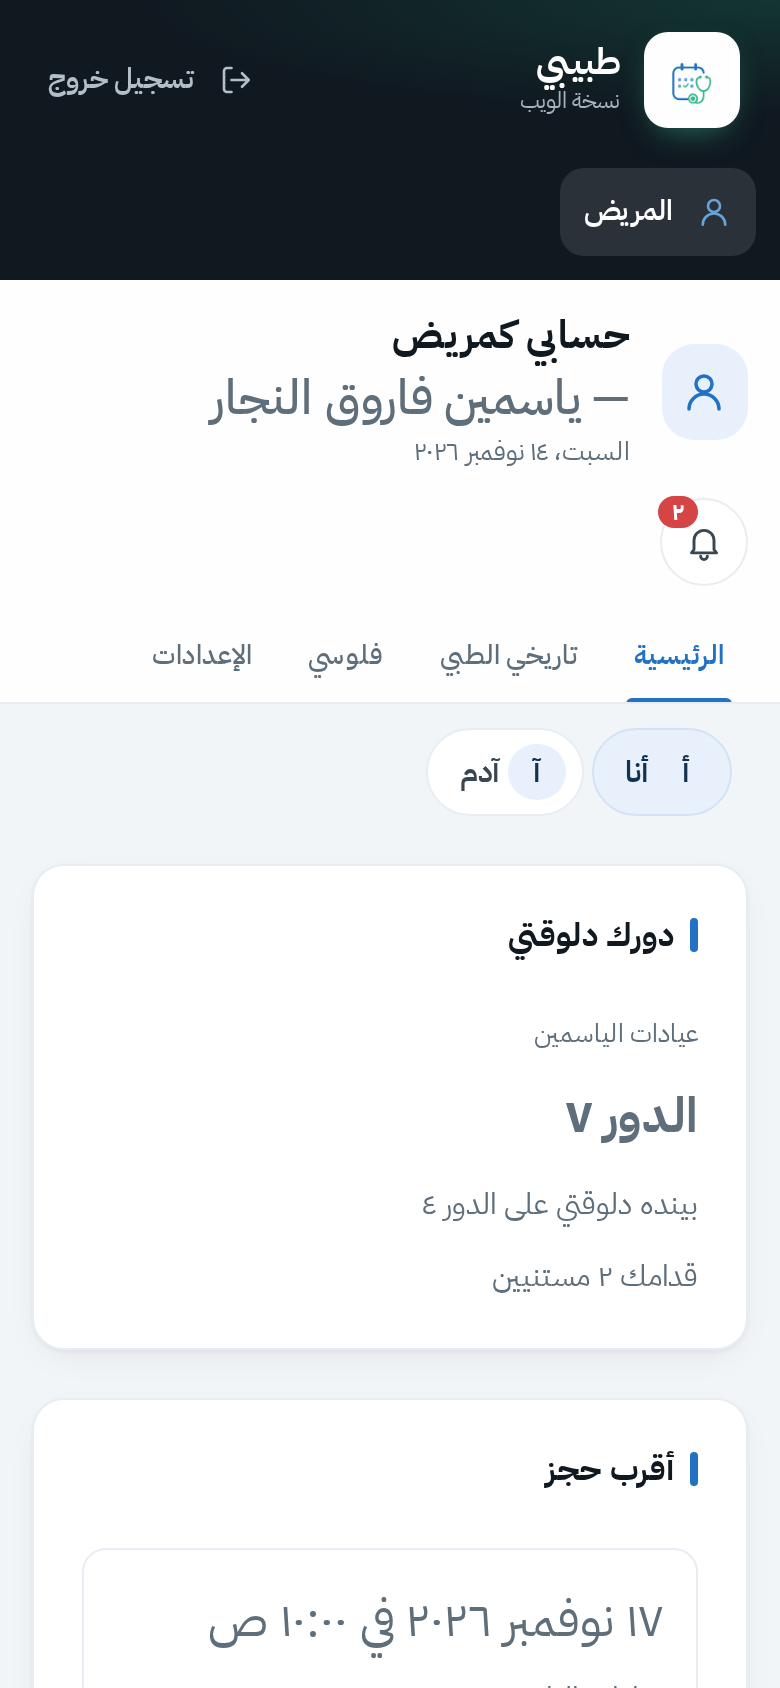 طبيبي
نسخة الويب
تسجيل خروج
المريض
حسابي كمريض
— ياسمين فاروق النجار
السبت، ١٤ نوفمبر ٢٠٢٦
٢
الرئيسية
تاريخي الطبي
فلوسي
الإعدادات
أ أنا
آ آدم
دورك دلوقتي
عيادات الياسمين
الدور ٧
بينده دلوقتي على الدور ٤
قدامك ٢ مستنيين
أقرب حجز
١٧ نوفمبر ٢٠٢٦ في ١٠:٠٠ ص